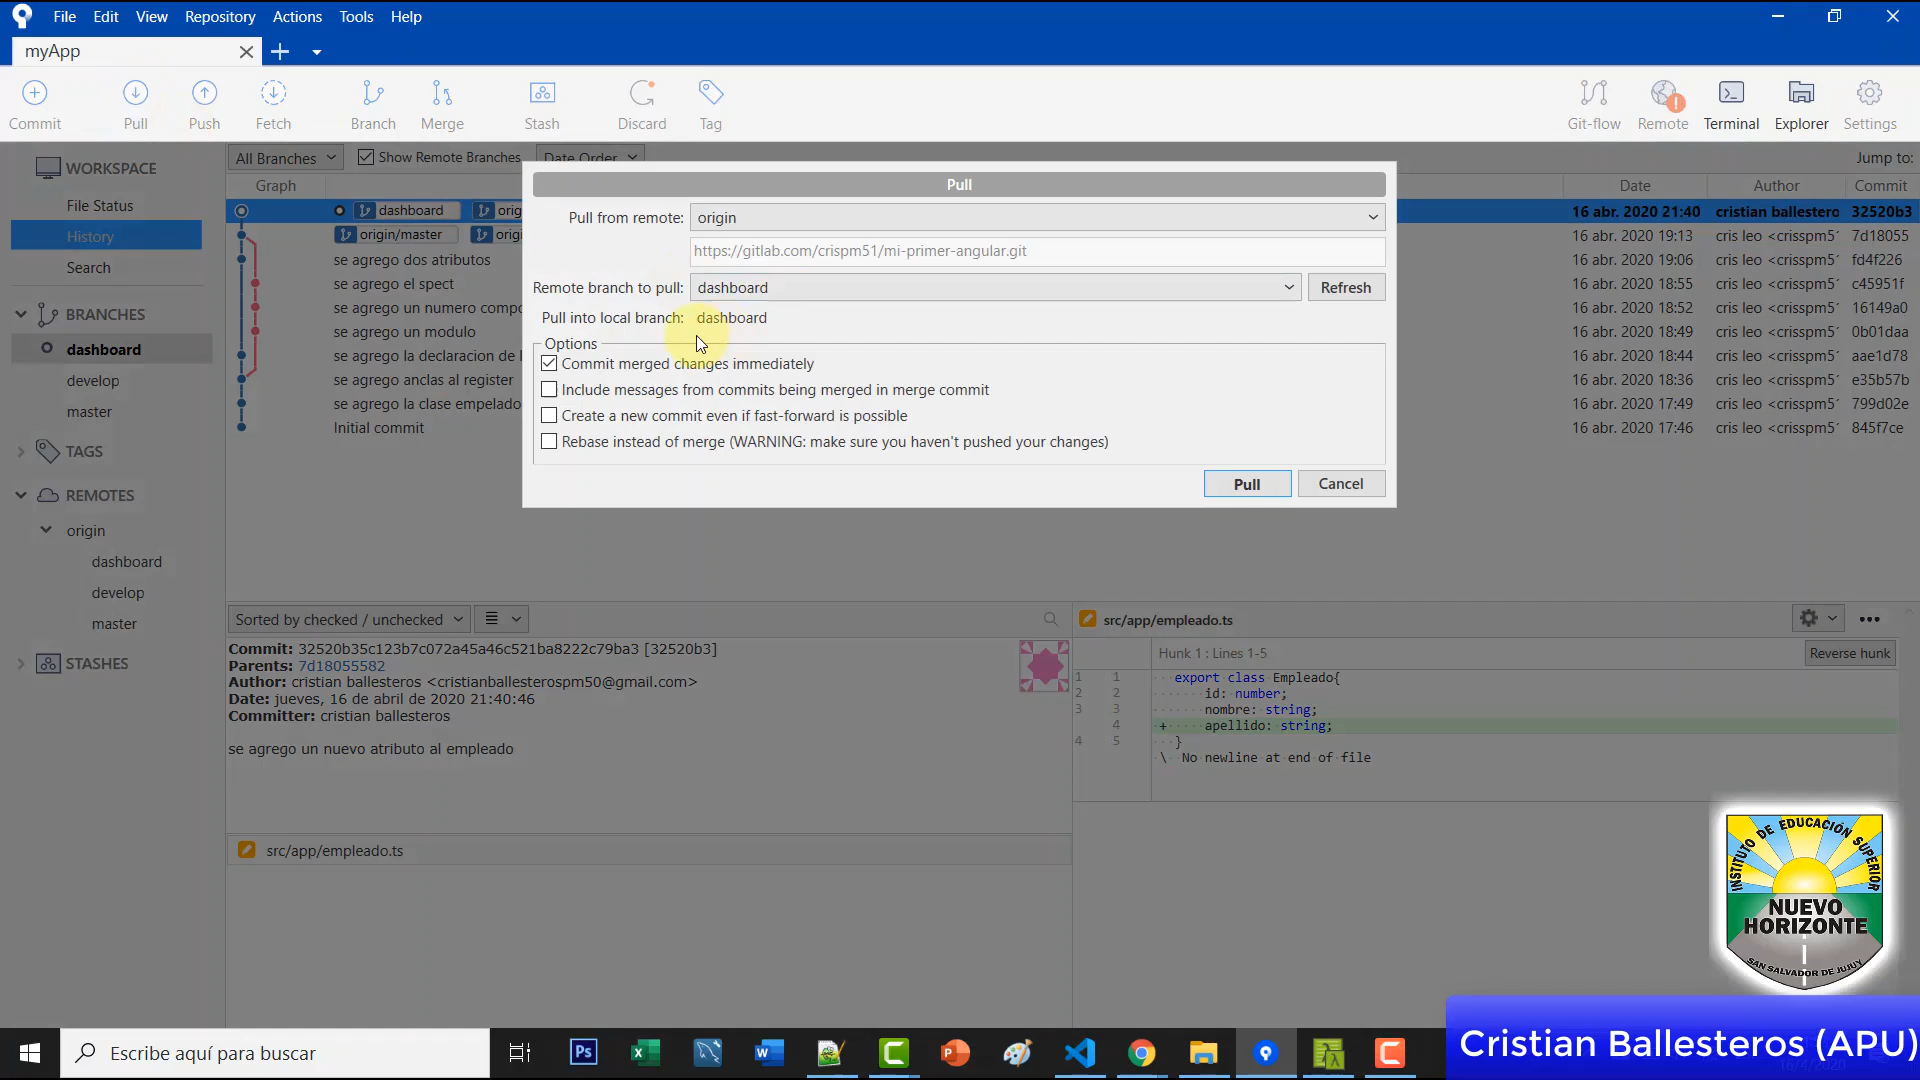 File Edit View Repository Actions Tools Help
myApp
Commit Pull Push Fetch Branch Merge Stash Discard Tag Git-flow Remote Terminal Explorer Settings
All Branches Show Remote Branches Date Order Jump to:
Graph Date Author Commit
WORKSPACE
File Status
History
Search
BRANCHES
dashboard
develop
master
TAGS
REMOTES
origin
dashboard
develop
master
STASHES
dashboard orig 16 abr. 2020 21:40 cristian ballestero 32520b3
origin/master orig 16 abr. 2020 19:13 cris leo <crisspm5 7d18055
se agrego dos atributos 16 abr. 2020 19:06 cris leo <crisspm5 fd4f226
se agrego el spect 16 abr. 2020 18:55 cris leo <crisspm5 c45951f
se agrego un numero compo 16 abr. 2020 18:52 cris leo <crisspm5 16149a0
se agrego un modulo 16 abr. 2020 18:49 cris leo <crisspm5 0b01daa
se agrego la declaracion de l 16 abr. 2020 18:44 cris leo <crisspm5 aae1d78
se agrego anclas al register 16 abr. 2020 18:36 cris leo <crisspm5 e35b57b
se agrego la clase empelado 16 abr. 2020 17:49 cris leo <crisspm5 799d02e
Initial commit 16 abr. 2020 17:46 cris leo <crisspm5 845f7ce
Pull
Pull from remote: origin
https://gitlab.com/crispm51/mi-primer-angular.git
Remote branch to pull: dashboard Refresh
Pull into local branch: dashboard
Options
Commit merged changes immediately
Include messages from commits being merged in merge commit
Create a new commit even if fast-forward is possible
Rebase instead of merge (WARNING: make sure you haven't pushed your changes)
Pull Cancel
Sorted by checked / unchecked
Commit: 32520b35c123b7c072a45a46c521ba8222c79ba3 [32520b3]
Parents: 7d18055582
Author: cristian ballesteros <cristianballesterospm50@gmail.com>
Date: jueves, 16 de abril de 2020 21:40:46
Committer: cristian ballesteros
se agrego un nuevo atributo al empleado
src/app/empleado.ts
src/app/empleado.ts
Hunk 1 : Lines 1-5 Reverse hunk
1 1 export class Empleado{
2 2 id: number;
3 3 nombre: string;
4 + apellido: string;
4 5 }
\ No newline at end of file
INSTITUTO DE EDUCACIÓN SUPERIOR
NUEVO
HORIZONTE
SAN SALVADOR DE JUJUY
Escribe aquí para buscar
Cristian Ballesteros (APU)